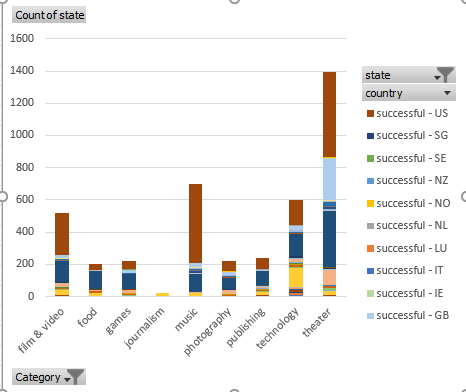 Count of state
1600
1400
1200
1000
800
600
400
200
0
film & video
food
games
journalism
music
photography
publishing
technology
theater
Category
state
country
successful - US
successful - SG
successful - SE
successful - NZ
successful - NO
successful - NL
successful - LU
successful - IT
successful - IE
successful - GB